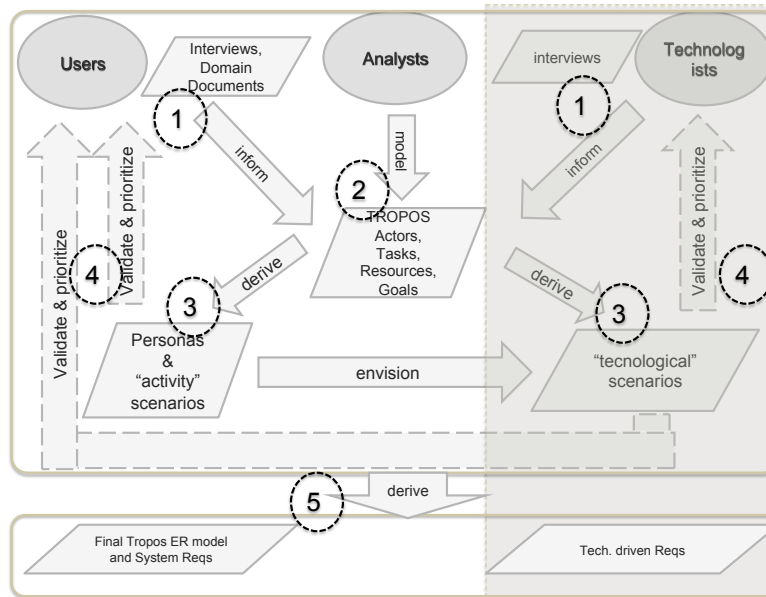 Users
Interviews,
Domain
Documents
Analysts
interviews
Technolog
ists
1
1
inform
model
inform
2
TROPOS
Actors,
Tasks,
Resources,
Goals
Validate & prioritize
Validate & prioritize
4
Validate & prioritize
4
derive
derive
3
3
Personas
&
“activity”
scenarios
envision
“tecnological”
scenarios
5
derive
Final Tropos ER model
and System Reqs
Tech. driven Reqs